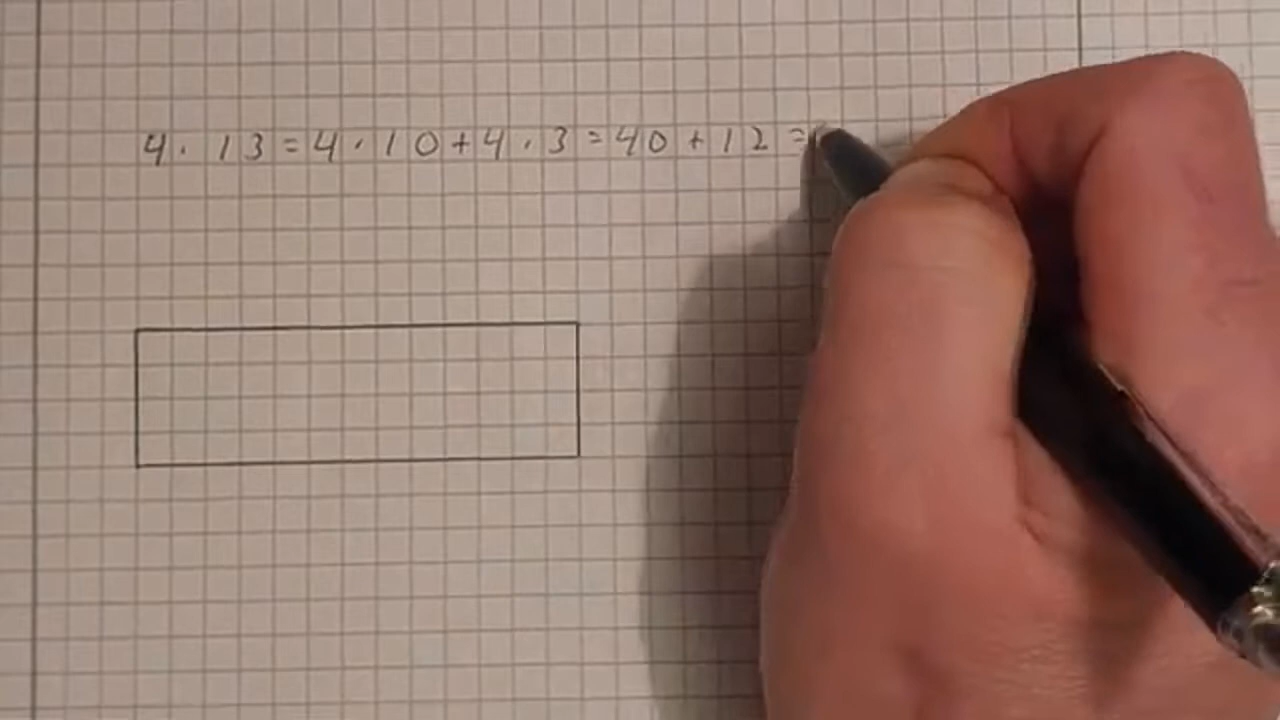 4 · 13 = 4 · 10 + 4 · 3 = 40 + 12 =